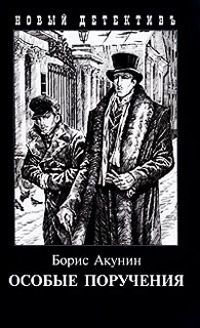 НОВЫЙ ДЕТЕКТИВЪ
Борис Акунин
ОСОБЫЕ ПОРУЧЕНИЯ